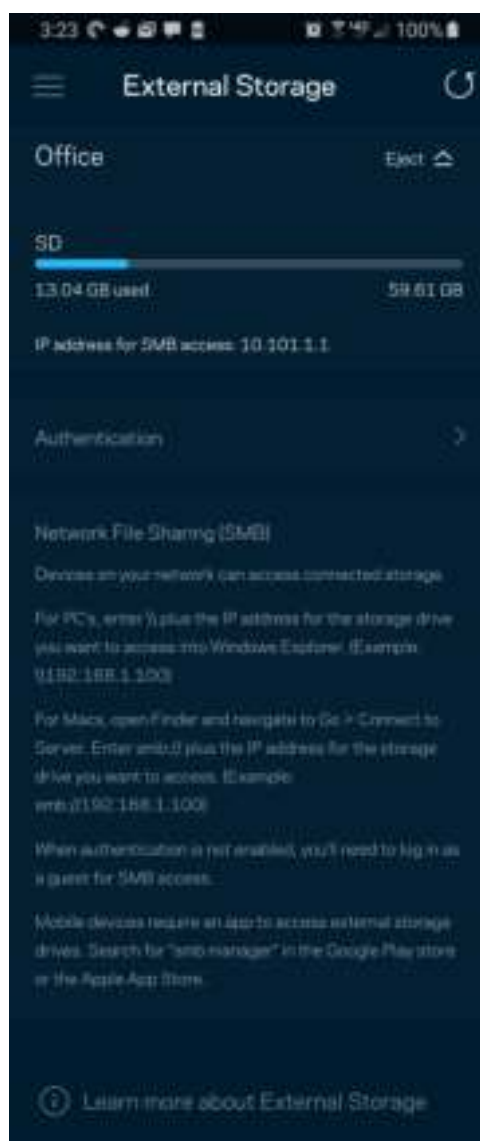 3:23
100%
External Storage
Office
Eject
SD
13.04 GB used
59.61 GB
IP address for SMB access: 10.101.1.1
Authentication
Network File Sharing (SMB)
Devices on your network can access connected storage.
For PC's, enter \\ plus the IP address for the storage drive
you want to access into Windows Explorer. (Example:
\\192.168.1.100)
For Macs, open Finder and navigate to Go > Connect to
Server. Enter smb:// plus the IP address for the storage
drive you want to access. (Example:
smb://192.168.1.100)
When authentication is not enabled, you'll need to log in as
a guest for SMB access.
Mobile devices require an app to access external storage
drives. Search for "smb manager" in the Google Play store
or the Apple App Store.
Learn more about External Storage